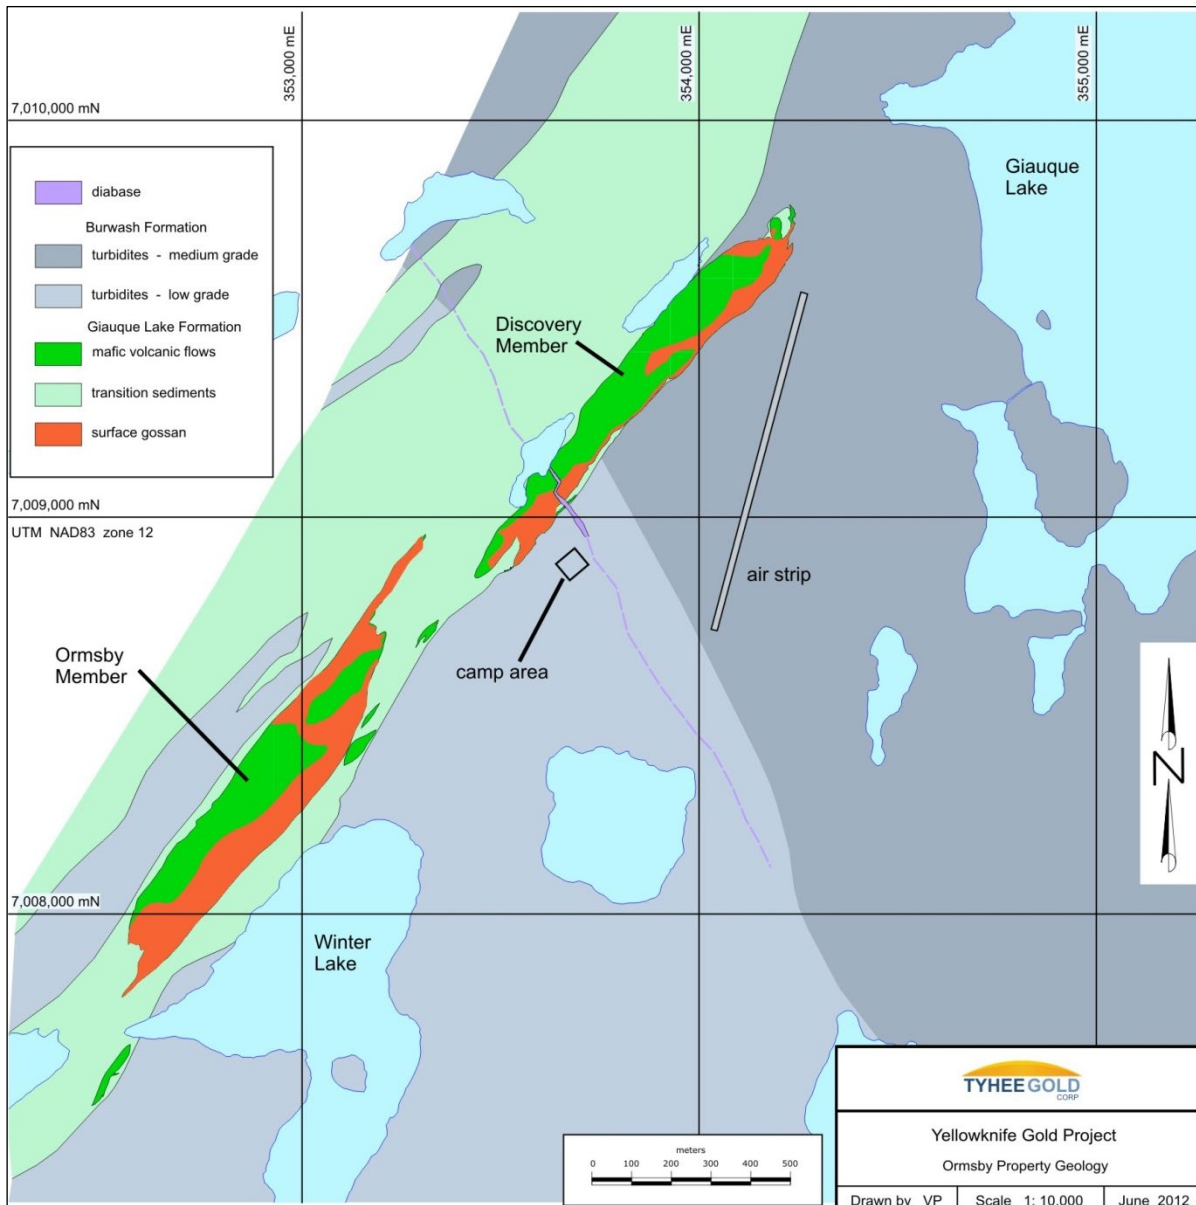 353,000 mE
354,000 mE
355,000 mE
7,010,000 mN
diabase
Burwash Formation
turbidites - medium grade
turbidites - low grade
Giauque Lake Formation
mafic volcanic flows
transition sediments
surface gossan
Giauque
Lake
Discovery
Member
7,009,000 mN
UTM NAD83 zone 12
air strip
camp area
Ormsby
Member
N
7,008,000 mN
Winter
Lake
meters
0 100 200 300 400 500
TYHEE GOLD
CORP
Yellowknife Gold Project
Ormsby Property Geology
Drawn by VP
Scale 1: 10,000
June 2012